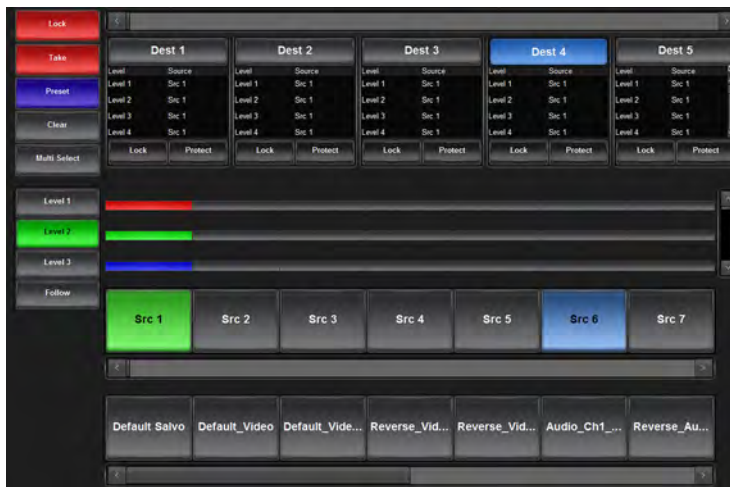 Lock
Take
Preset
Clear
Multi Select
Dest 1 Dest 2 Dest 3 Dest 4 Dest 5
Level Source Level Source Level Source Level Source Level Source
Level 1 Src 1 Level 1 Src 1 Level 1 Src 1 Level 1 Src 1 Level 1 Src 1
Level 2 Src 1 Level 2 Src 1 Level 2 Src 1 Level 2 Src 1 Level 2 Src 1
Level 3 Src 1 Level 3 Src 1 Level 3 Src 1 Level 3 Src 1 Level 3 Src 1
Level 4 Src 1 Level 4 Src 1 Level 4 Src 1 Level 4 Src 1 Level 4 Src 1
Lock Protect Lock Protect Lock Protect Lock Protect Lock Protect
Level 1
Level 2
Level 3
Follow
Src 1 Src 2 Src 3 Src 4 Src 5 Src 6 Src 7
Default Salvo Default_Video Default_Vide... Reverse_Vid... Reverse_Vid... Audio_Ch1_... Reverse_Au...